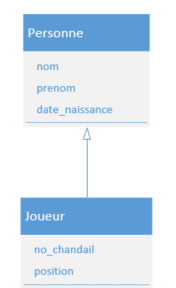 Personne
nom
prenom
date_naissance
Joueur
no_chandail
position